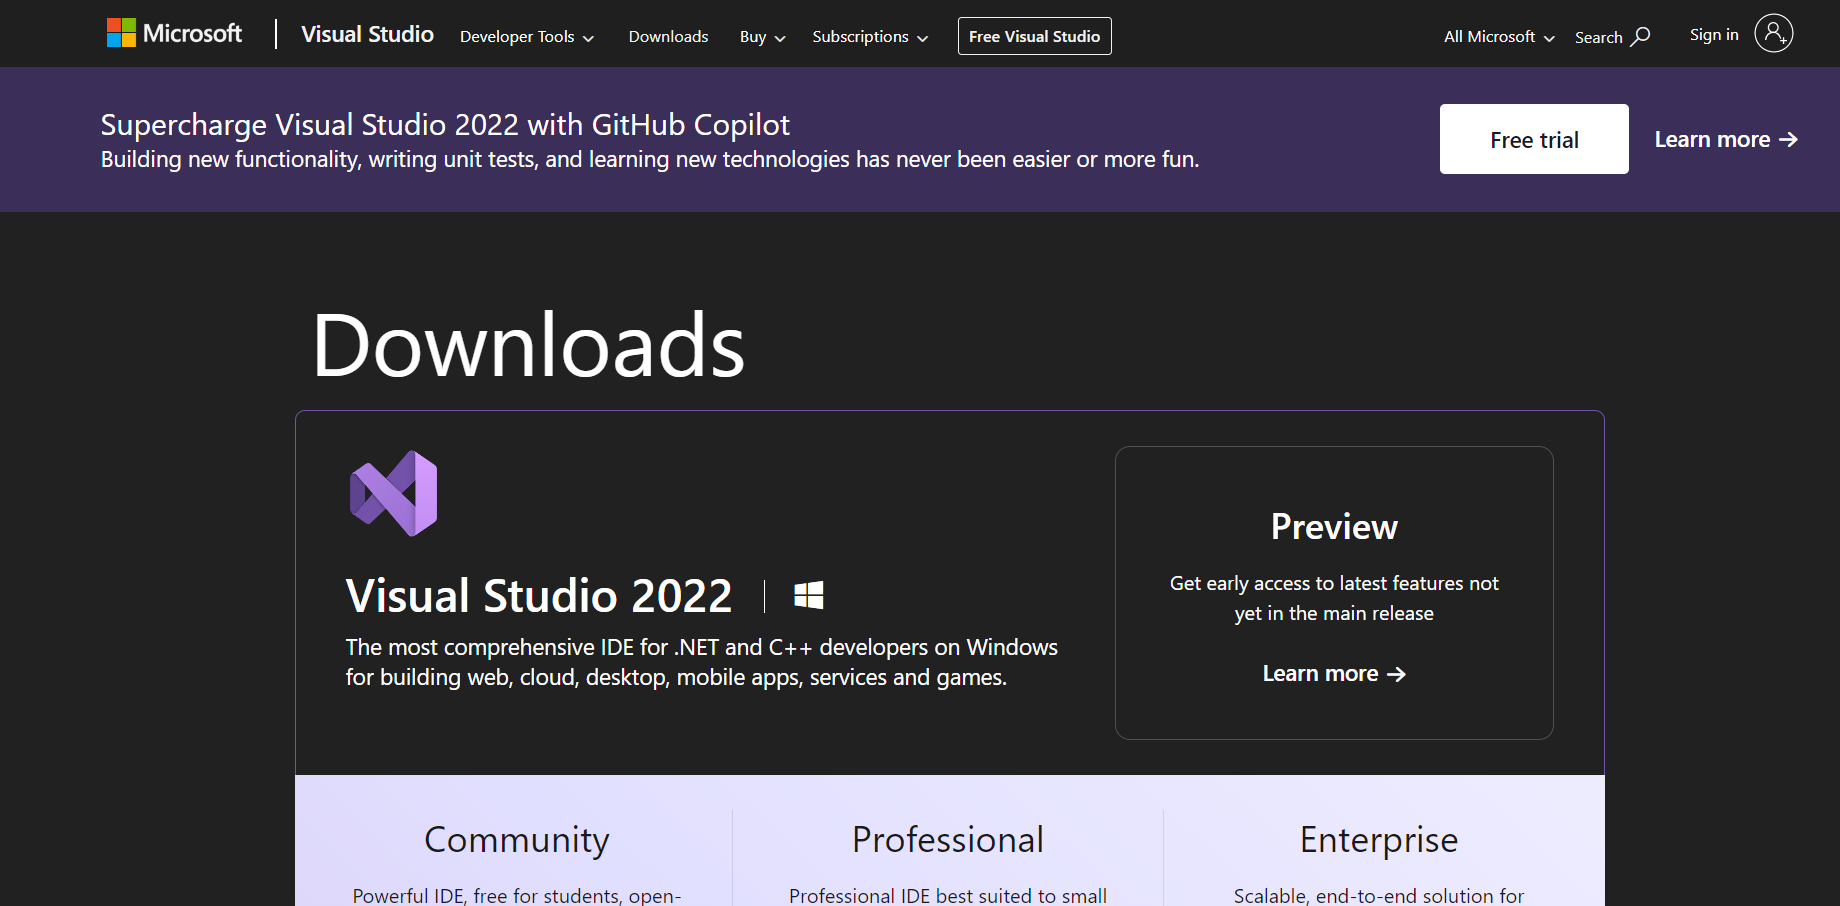 Microsoft
Visual Studio
Developer Tools
Downloads
Buy
Subscriptions
Free Visual Studio
All Microsoft
Search
Sign in
Supercharge Visual Studio 2022 with GitHub Copilot
Building new functionality, writing unit tests, and learning new technologies has never been easier or more fun.
Free trial
Learn more
Downloads
Visual Studio 2022
The most comprehensive IDE for .NET and C++ developers on Windows
for building web, cloud, desktop, mobile apps, services and games.
Preview
Get early access to latest features not
yet in the main release
Learn more
Community
Powerful IDE, free for students, open-
Professional
Professional IDE best suited to small
Enterprise
Scalable, end-to-end solution for